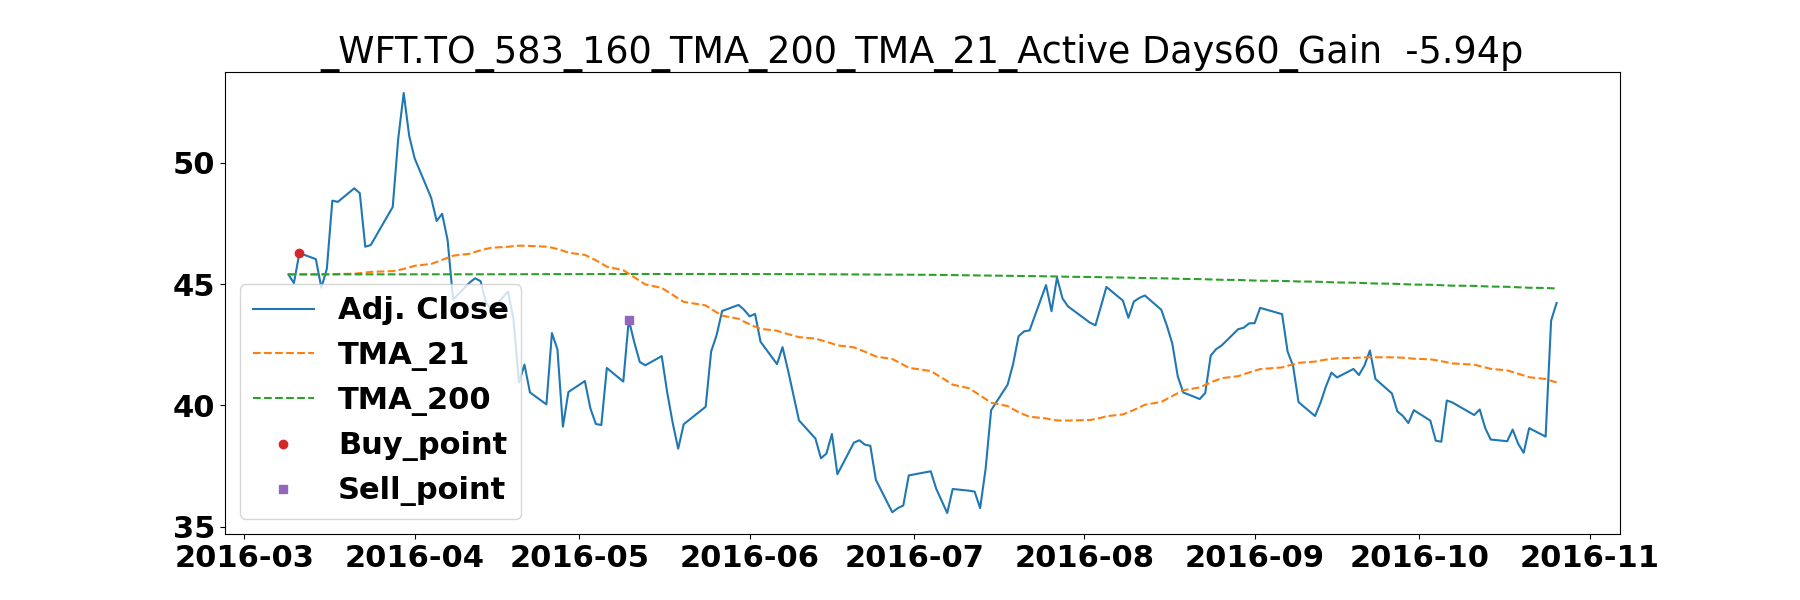 _WFT.TO_583_160_TMA_200_TMA_21_Active Days60_Gain  -5.94p
50
45
40
35
Adj. Close
TMA_21
TMA_200
Buy_point
Sell_point
2016-03 2016-04 2016-05 2016-06 2016-07 2016-08 2016-09 2016-10 2016-11